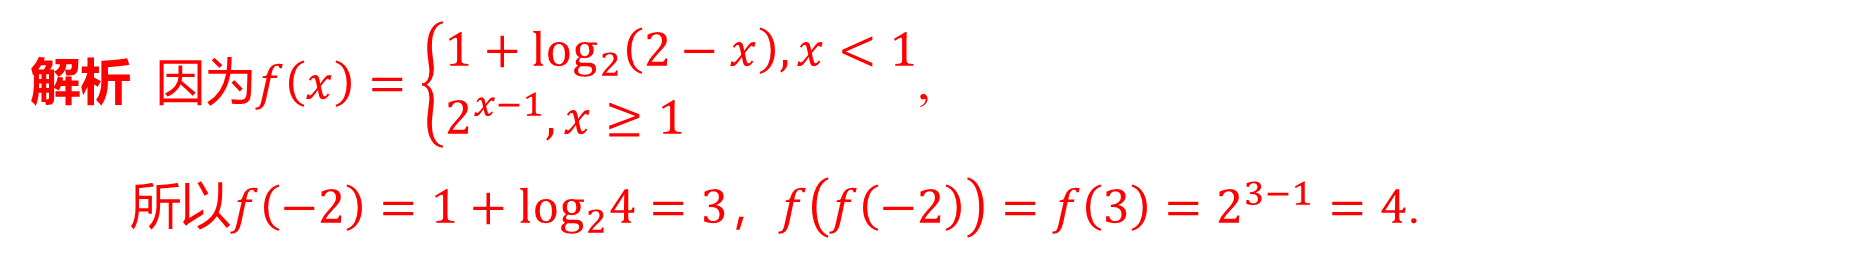 解析 因为f(x) = {1 + log₂(2 − x), x < 1
2^{x−1}, x ≥ 1,
所以f(−2) = 1 + log₂4 = 3, f(f(−2)) = f(3) = 2^{3−1} = 4.